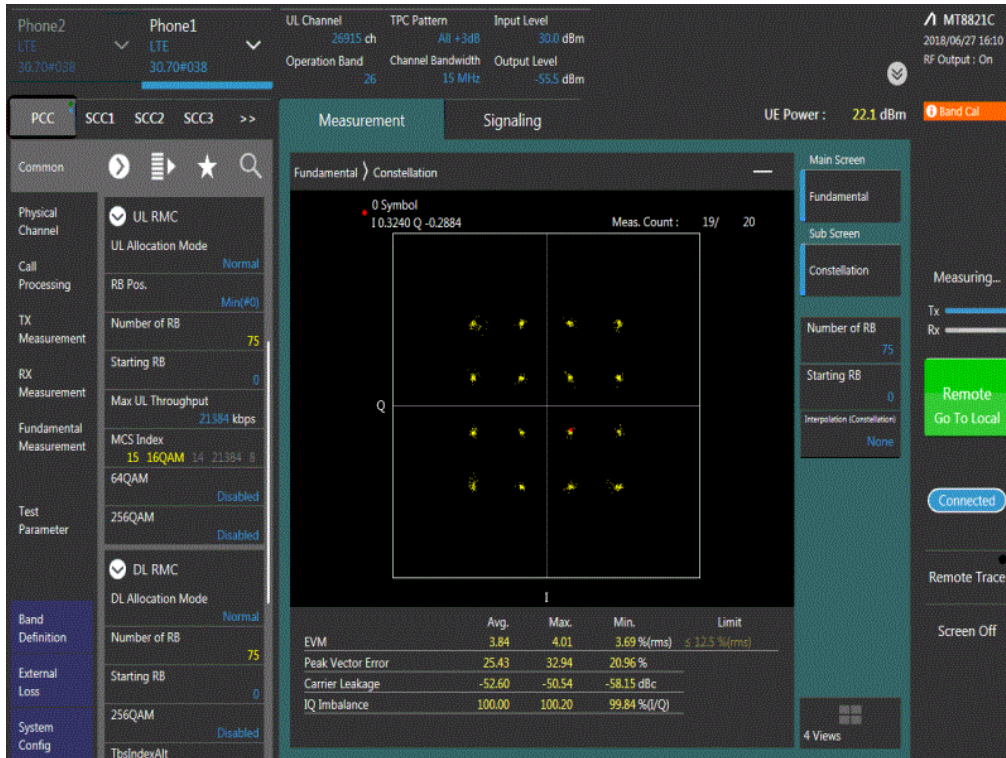 Phone2
LTE
30.70#038
Phone1
LTE
30.70#038
UL Channel
26915 ch
TPC Pattern
All +3dB
Input Level
30.0 dBm
Operation Band
26
Channel Bandwidth
15 MHz
Output Level
-55.5 dBm
MT8821C
2018/06/27 16:10
RF Output : On
PCC SCC1 SCC2 SCC3 >>
Measurement
Signaling
UE Power : 22.1 dBm
Band Cal
Common
Physical
Channel
Call
Processing
TX
Measurement
RX
Measurement
Fundamental
Measurement
Test
Parameter
Band
Definition
External
Loss
System
Config
UL RMC
UL Allocation Mode
Normal
RB Pos.
Min(#0)
Number of RB
75
Starting RB
0
Max UL Throughput
21384 kbps
MCS Index
15 16QAM 14 21384 8
64QAM
Disabled
256QAM
Disabled
DL RMC
DL Allocation Mode
Normal
Number of RB
75
Starting RB
0
256QAM
Disabled
TbsIndexAlt
Fundamental 〉 Constellation
0 Symbol
I 0.3240 Q -0.2884
Meas. Count : 19/ 20
Q
I
Avg. Max. Min. Limit
EVM 3.84 4.01 3.69 %(rms) ≤ 12.5 %(rms)
Peak Vector Error 25.43 32.94 20.96 %
Carrier Leakage -52.60 -50.54 -58.15 dBc
IQ Imbalance 100.00 100.20 99.84 %(I/Q)
Main Screen
Fundamental
Sub Screen
Constellation
Number of RB
75
Starting RB
0
Interpolation (Constellation)
None
4 Views
Measuring...
Tx
Rx
Remote
Go To Local
Connected
Remote Trace
Screen Off